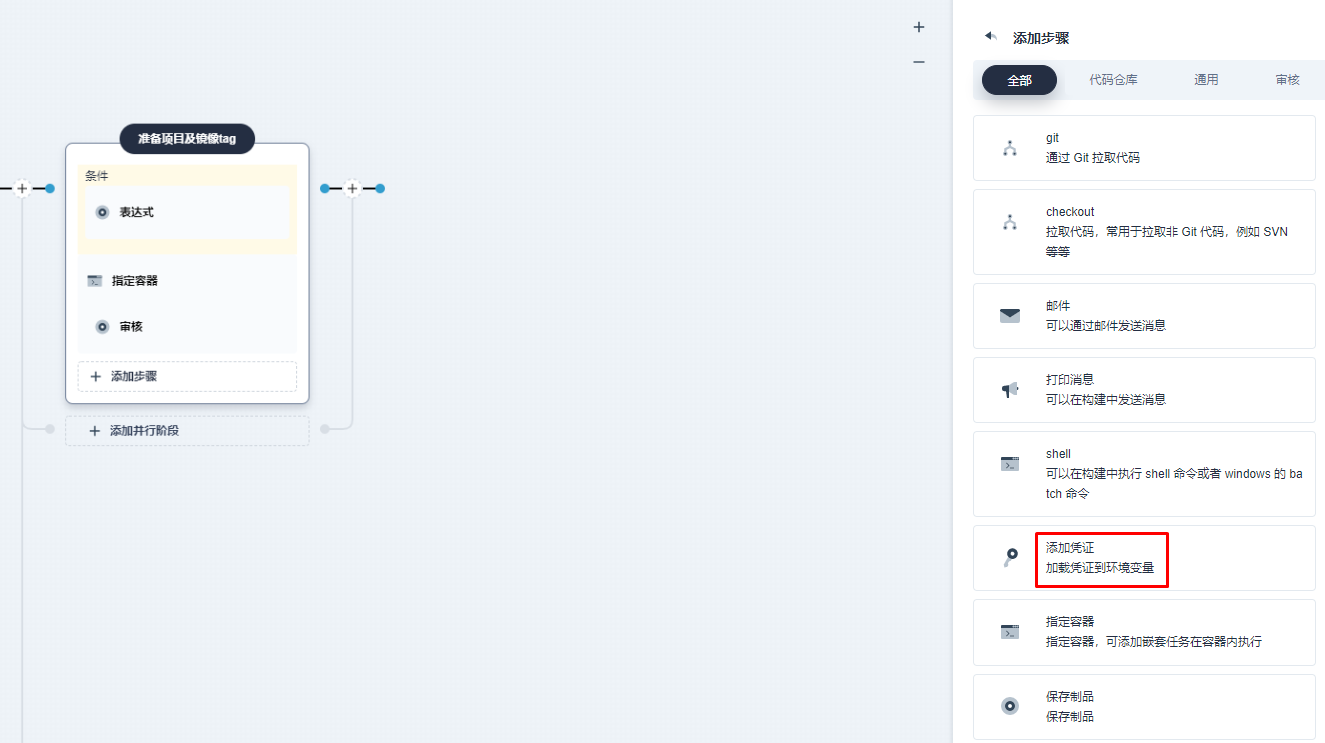 准备项目及镜像tag
条件
表达式
指定容器
审核
添加步骤
添加并行阶段
添加步骤
全部
代码仓库
通用
审核
git
通过 Git 拉取代码
checkout
拉取代码，常用于拉取非 Git 代码，例如 SVN
等等
邮件
可以通过邮件发送消息
打印消息
可以在构建中发送消息
shell
可以在构建中执行 shell 命令或者 windows 的 ba
tch 命令
添加凭证
加载凭证到环境变量
指定容器
指定容器，可添加嵌套任务在容器内执行
保存制品
保存制品